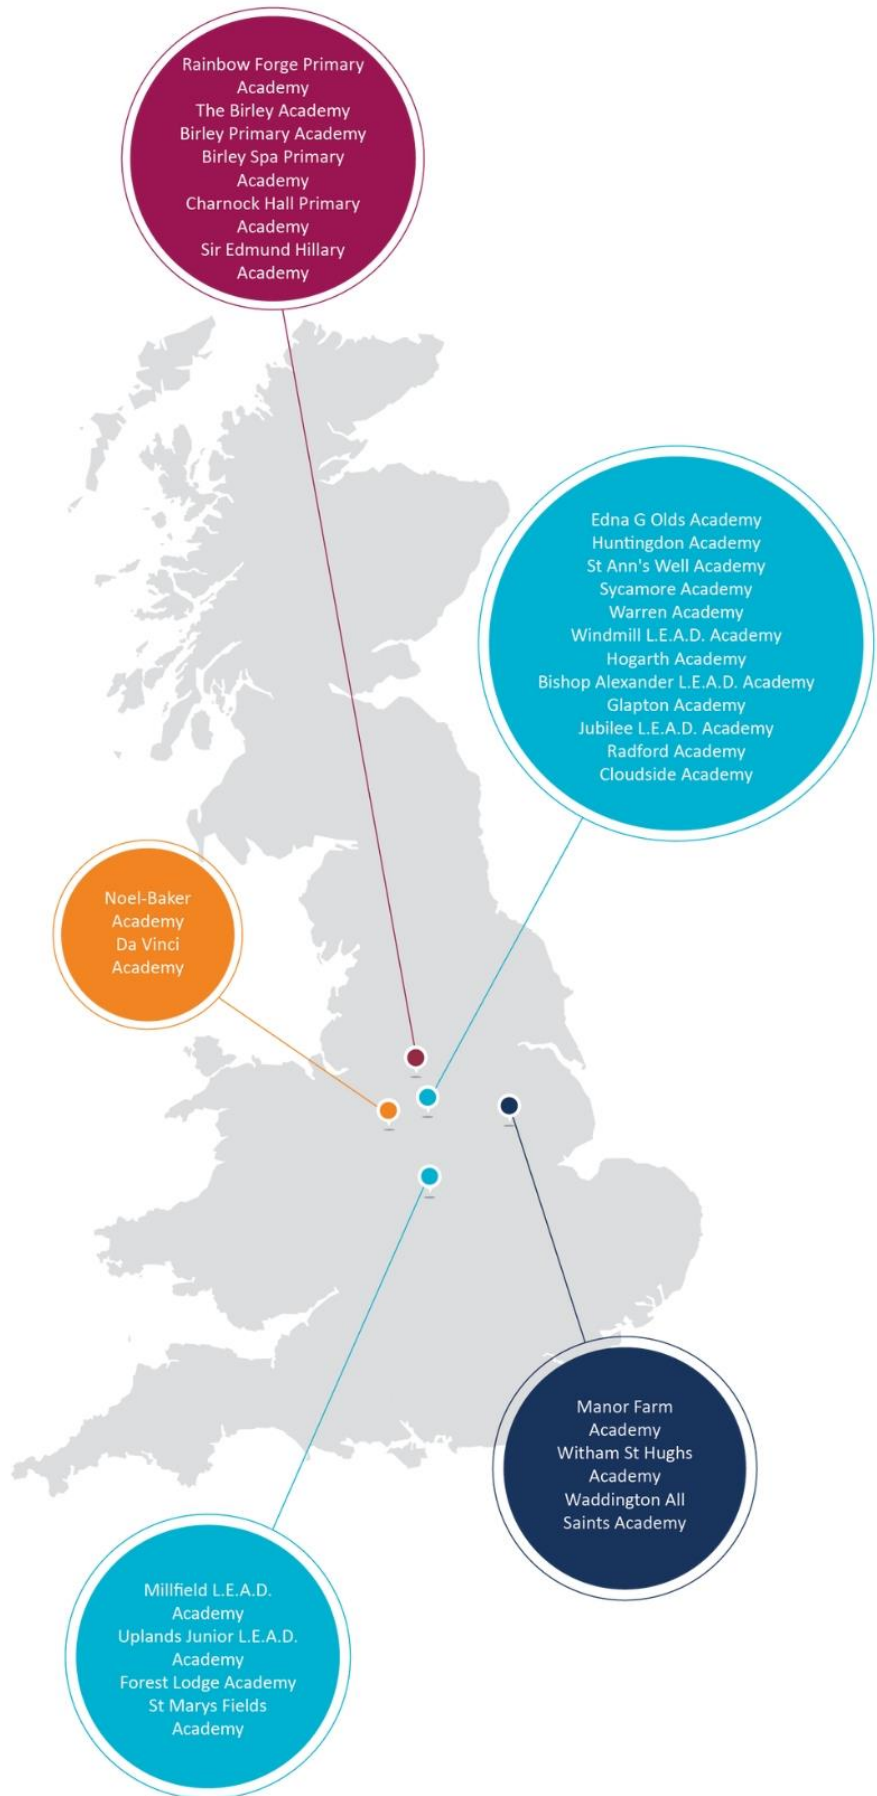 Rainbow Forge Primary
Academy
The Birley Academy
Birley Primary Academy
Birley Spa Primary
Academy
Charnock Hall Primary
Academy
Sir Edmund Hillary
Academy
Edna G Olds Academy
Huntingdon Academy
St Ann's Well Academy
Sycamore Academy
Warren Academy
Windmill L.E.A.D. Academy
Hogarth Academy
Bishop Alexander L.E.A.D. Academy
Glapton Academy
Jubilee L.E.A.D. Academy
Radford Academy
Cloudside Academy
Noel-Baker
Academy
Da Vinci
Academy
Manor Farm
Academy
Witham St Hughs
Academy
Waddington All
Saints Academy
Millfield L.E.A.D.
Academy
Uplands Junior L.E.A.D.
Academy
Forest Lodge Academy
St Marys Fields
Academy